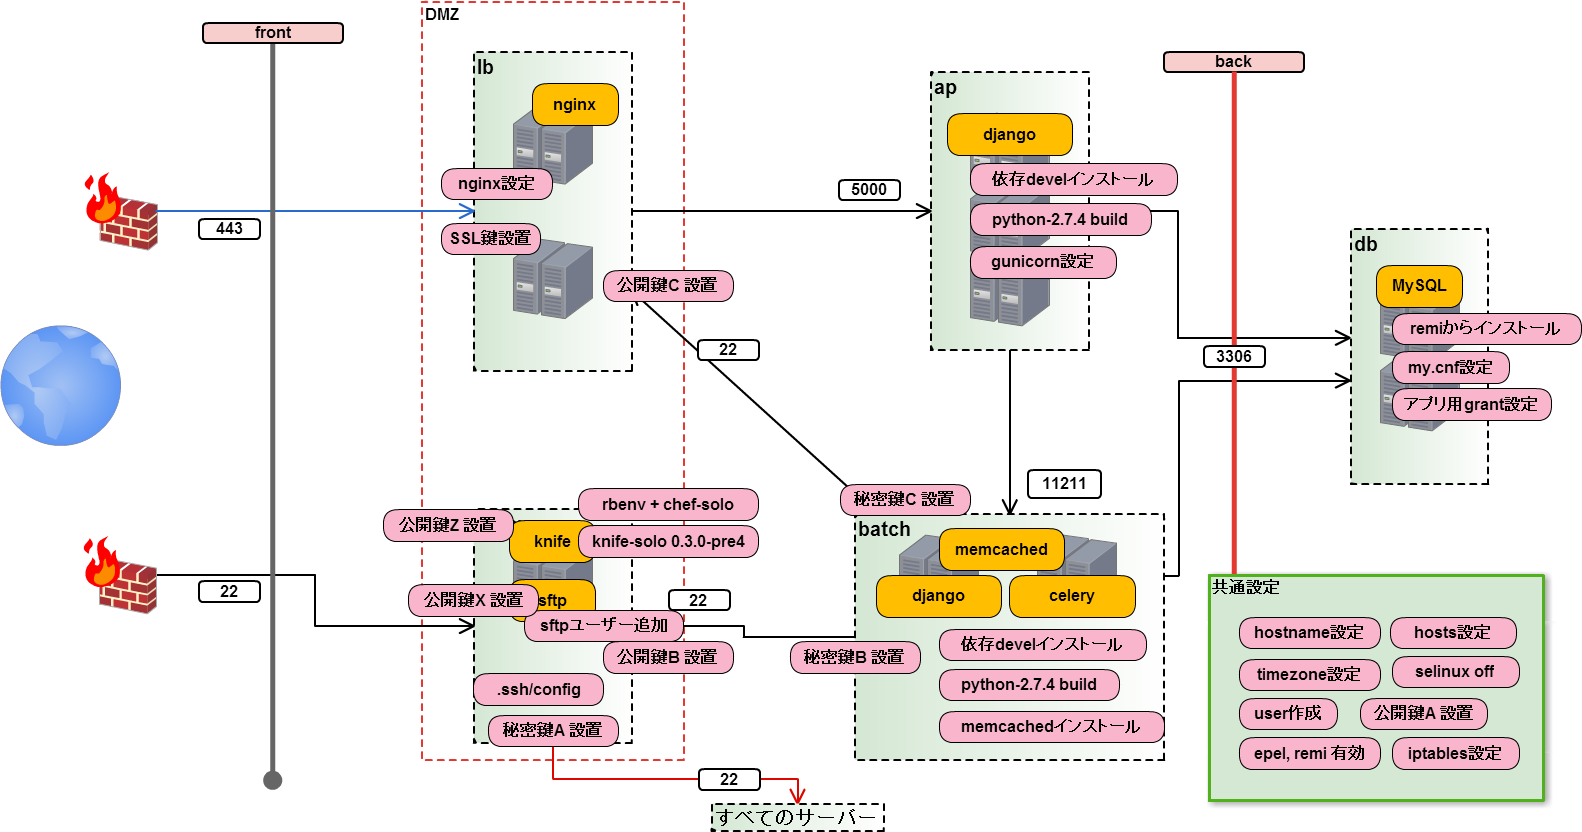 front
DMZ
lb
nginx
nginx設定
SSL鍵設置
公開鍵C 設置
443
5000
ap
django
依存develインストール
python-2.7.4 build
gunicorn設定
back
3306
db
MySQL
remiからインストール
my.cnf設定
アプリ用grant設定
22
11211
秘密鍵C 設置
batch
memcached
django
celery
依存develインストール
python-2.7.4 build
memcachedインストール
秘密鍵B 設置
22
rbenv + chef-solo
公開鍵Z 設置
knife
knife-solo 0.3.0-pre4
公開鍵X 設置
sftp
sftpユーザー追加
22
公開鍵B 設置
.ssh/config
秘密鍵A 設置
22
すべてのサーバー
共通設定
hostname設定
hosts設定
timezone設定
selinux off
user作成
公開鍵A 設置
epel, remi 有効
iptables設定